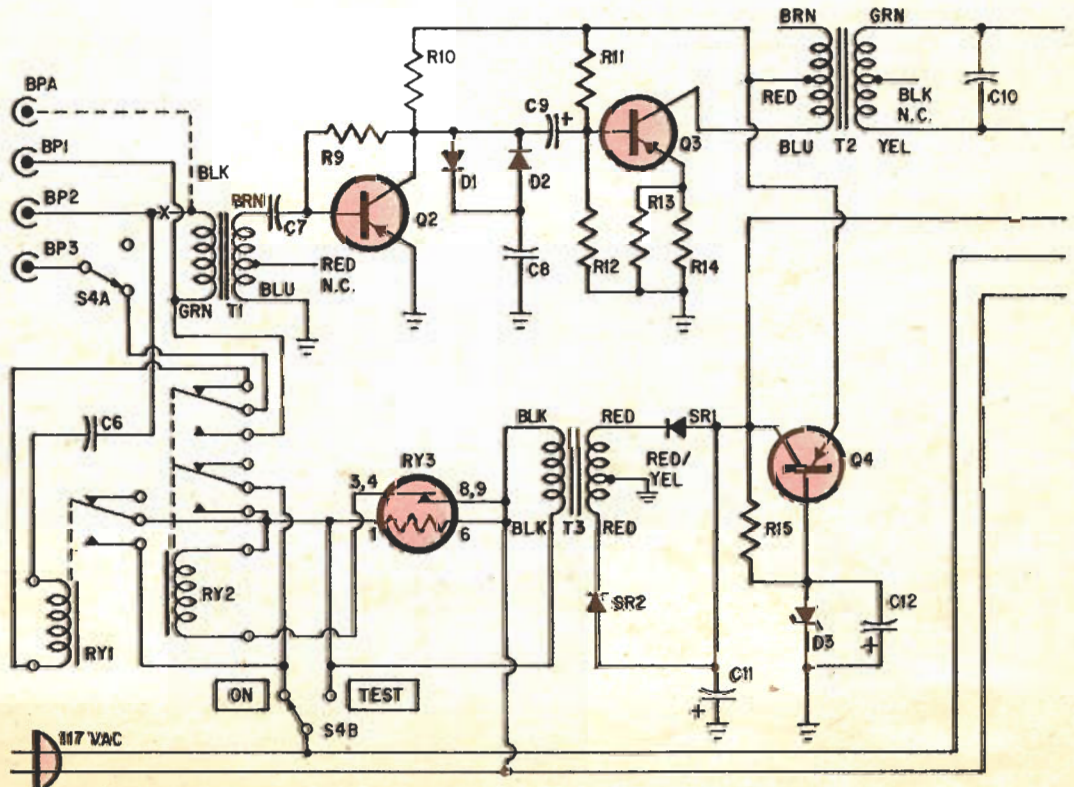 BRN
GRN
BPA
R10
R11
RED
BLK
N.C.
C10
C9
+
BP1
R9
Q3
BLU
T2
YEL
BLK
D1
D2
BP2
X
BRN
C7
Q2
R13
BP3
RED
N.C.
C8
R12
R14
S4A
GRN
T1
BLU
C6
BLK
RED
SR1
RY3
RED/
YEL
Q4
3,4
8,9
1
6
BLK
T3
RED
R15
RY2
SR2
C12
+
D3
RY1
ON
TEST
C11
+
S4B
117 VAC